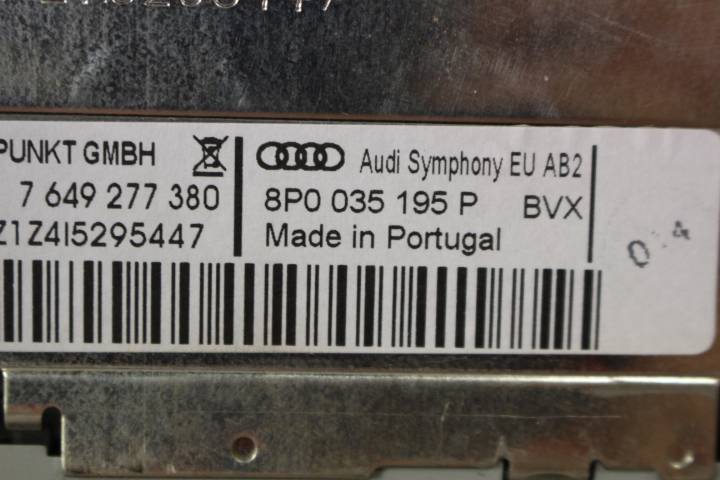 PUNKT GMBH
7 649 277 380
Z1Z4I5295447
Audi Symphony EU AB2
8P0 035 195 P BVX
Made in Portugal